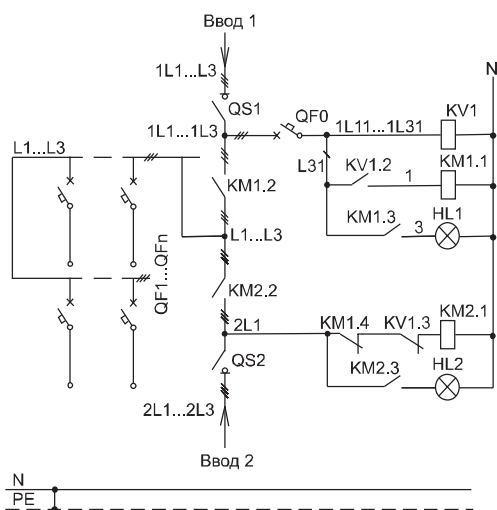 Ввод 1
1L1...L3
N
QS1
QF0
KV1
1L1...1L3
1L11...1L31
L1...L3
L31
KV1.2
1
KM1.1
KM1.2
KM1.3
3
HL1
L1...L3
QF1...QFn
KM2.2
2L1
KM1.4
KV1.3
KM2.1
QS2
KM2.3
HL2
2L1...2L3
Ввод 2
N
PE